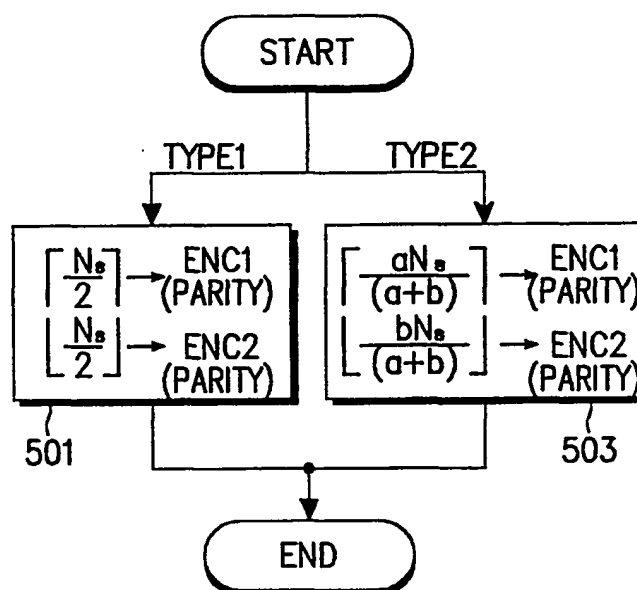 START
TYPE1 TYPE2
⌈Nₛ/2⌉ → ENC1
(PARITY)
⌊Nₛ/2⌋ → ENC2
(PARITY)
501
⌈aNₛ/(a+b)⌉ → ENC1
(PARITY)
⌊bNₛ/(a+b)⌋ → ENC2
(PARITY)
503
END